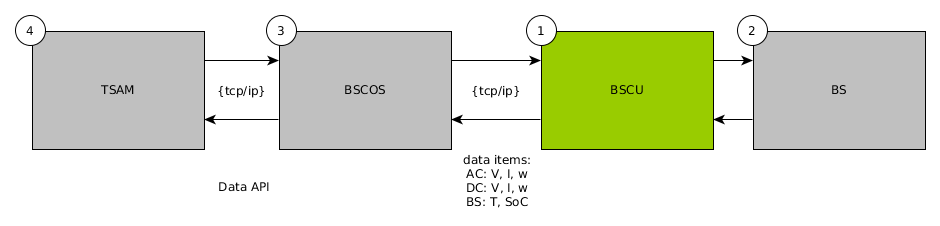 4
3
1
2
TSAM
{tcp/ip}
BSCOS
{tcp/ip}
BSCU
BS
data items:
AC: V, I, w
DC: V, I, w
BS: T, SoC
Data API